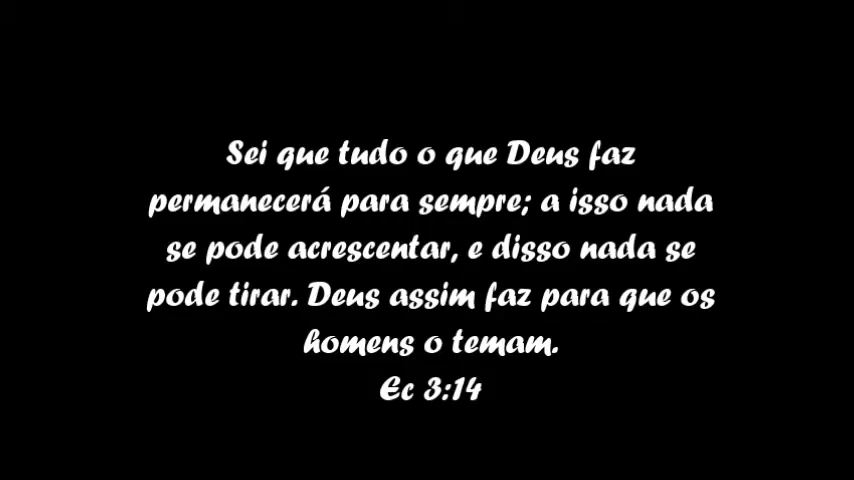 Sei que tudo o que Deus faz
permanecerá para sempre; a isso nada
se pode acrescentar, e disso nada se
pode tirar. Deus assim faz para que os
homens o temam.
Ec 3:14